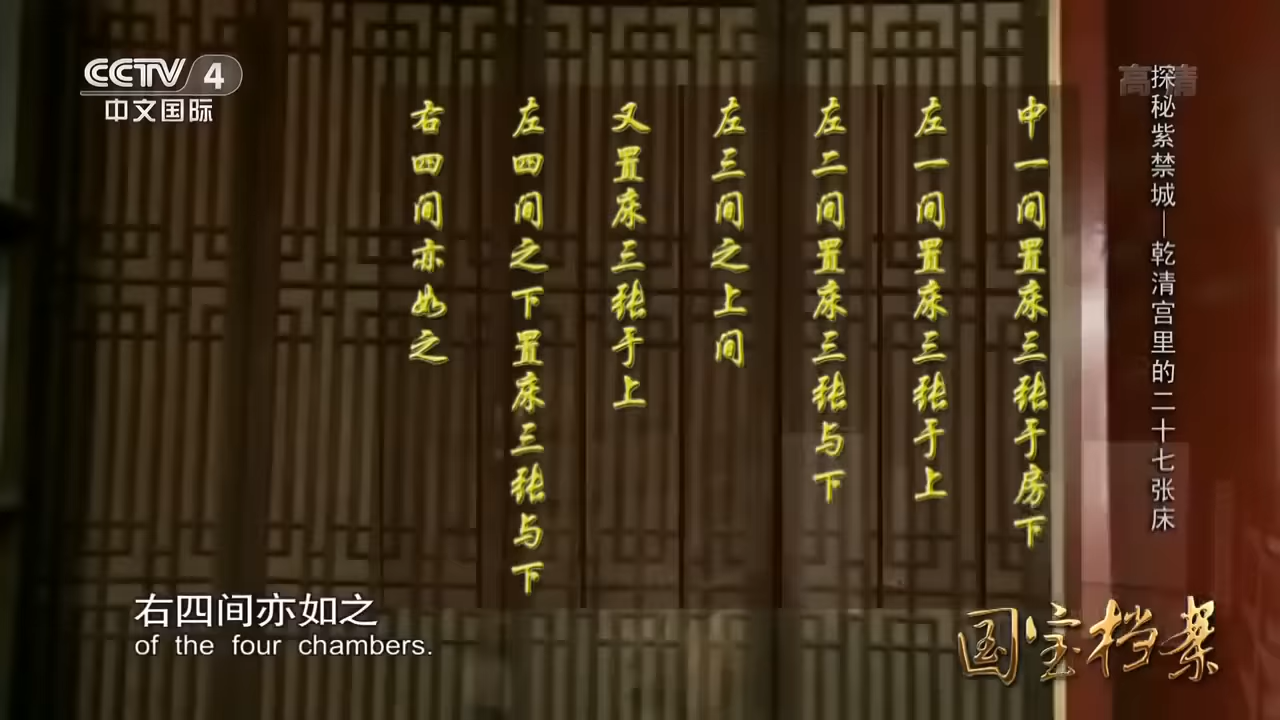 CCTV 4
中文国际
高清
探秘紫禁城—乾清宫里的二十七张床
中一间置床三张于房下
左一间置床三张于上
左二间置床三张与下
左三间之上间
又置床三张于上
左四间之下置床三张与下
右四间亦如之
右四间亦如之
of the four chambers.
国宝档案